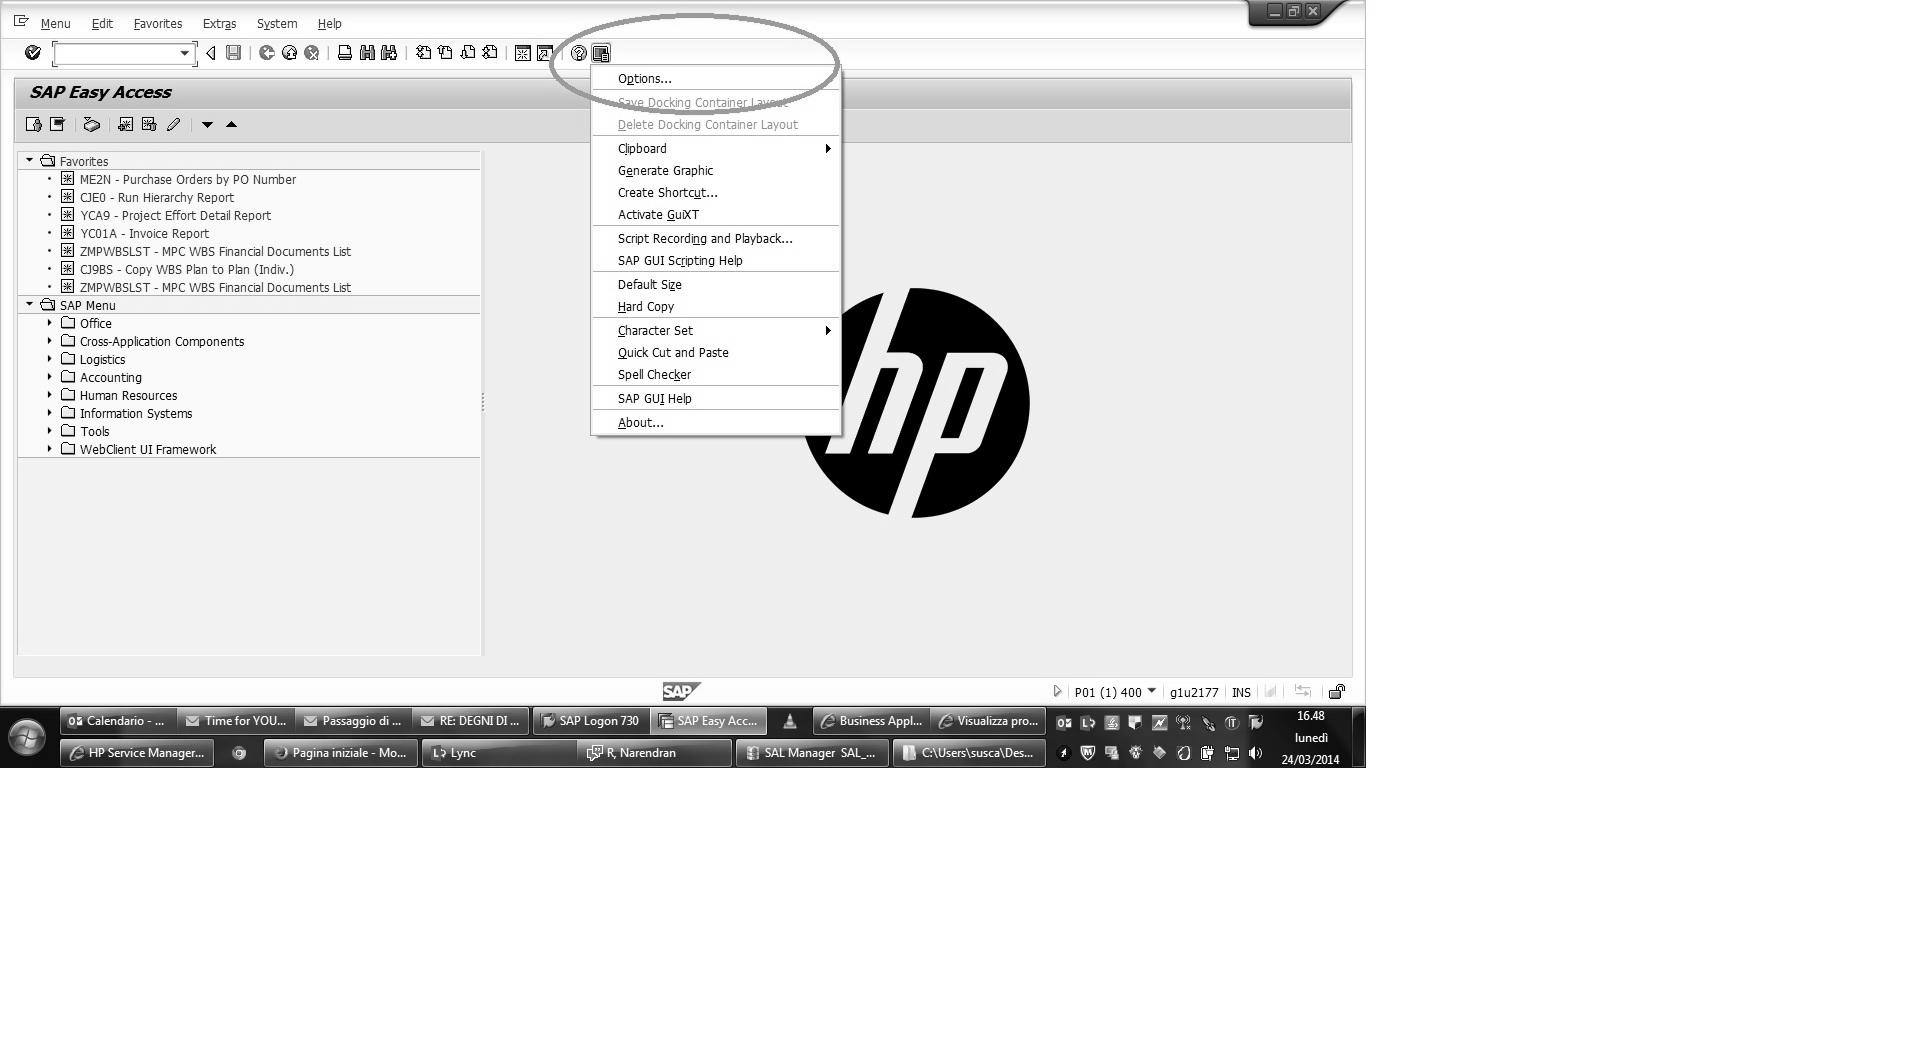 Menu Edit Favorites Extras System Help
SAP Easy Access
Options...
Save Docking Container Layout
Delete Docking Container Layout
Clipboard
Generate Graphic
Create Shortcut...
Activate GuiXT
Script Recording and Playback...
SAP GUI Scripting Help
Default Size
Hard Copy
Character Set
Quick Cut and Paste
Spell Checker
SAP GUI Help
About...
Favorites
ME2N - Purchase Orders by PO Number
CJE0 - Run Hierarchy Report
YCA9 - Project Effort Detail Report
YC01A - Invoice Report
ZMPWBSLST - MPC WBS Financial Documents List
CJ9BS - Copy WBS Plan to Plan (Indiv.)
ZMPWBSLST - MPC WBS Financial Documents List
SAP Menu
Office
Cross-Application Components
Logistics
Accounting
Human Resources
Information Systems
Tools
WebClient UI Framework
hp
SAP
P01 (1) 400 g1u2177 INS
Calendario - ... Time for YOU... Passaggio di ... RE: DEGNI DI ... SAP Logon 730 SAP Easy Acc... Business Appl... Visualizza pro...
HP Service Manager... Pagina iniziale - Mo... Lync R, Narendran SAL Manager SAL_... C:\Users\susca\Des...
16.48
lunedì
24/03/2014